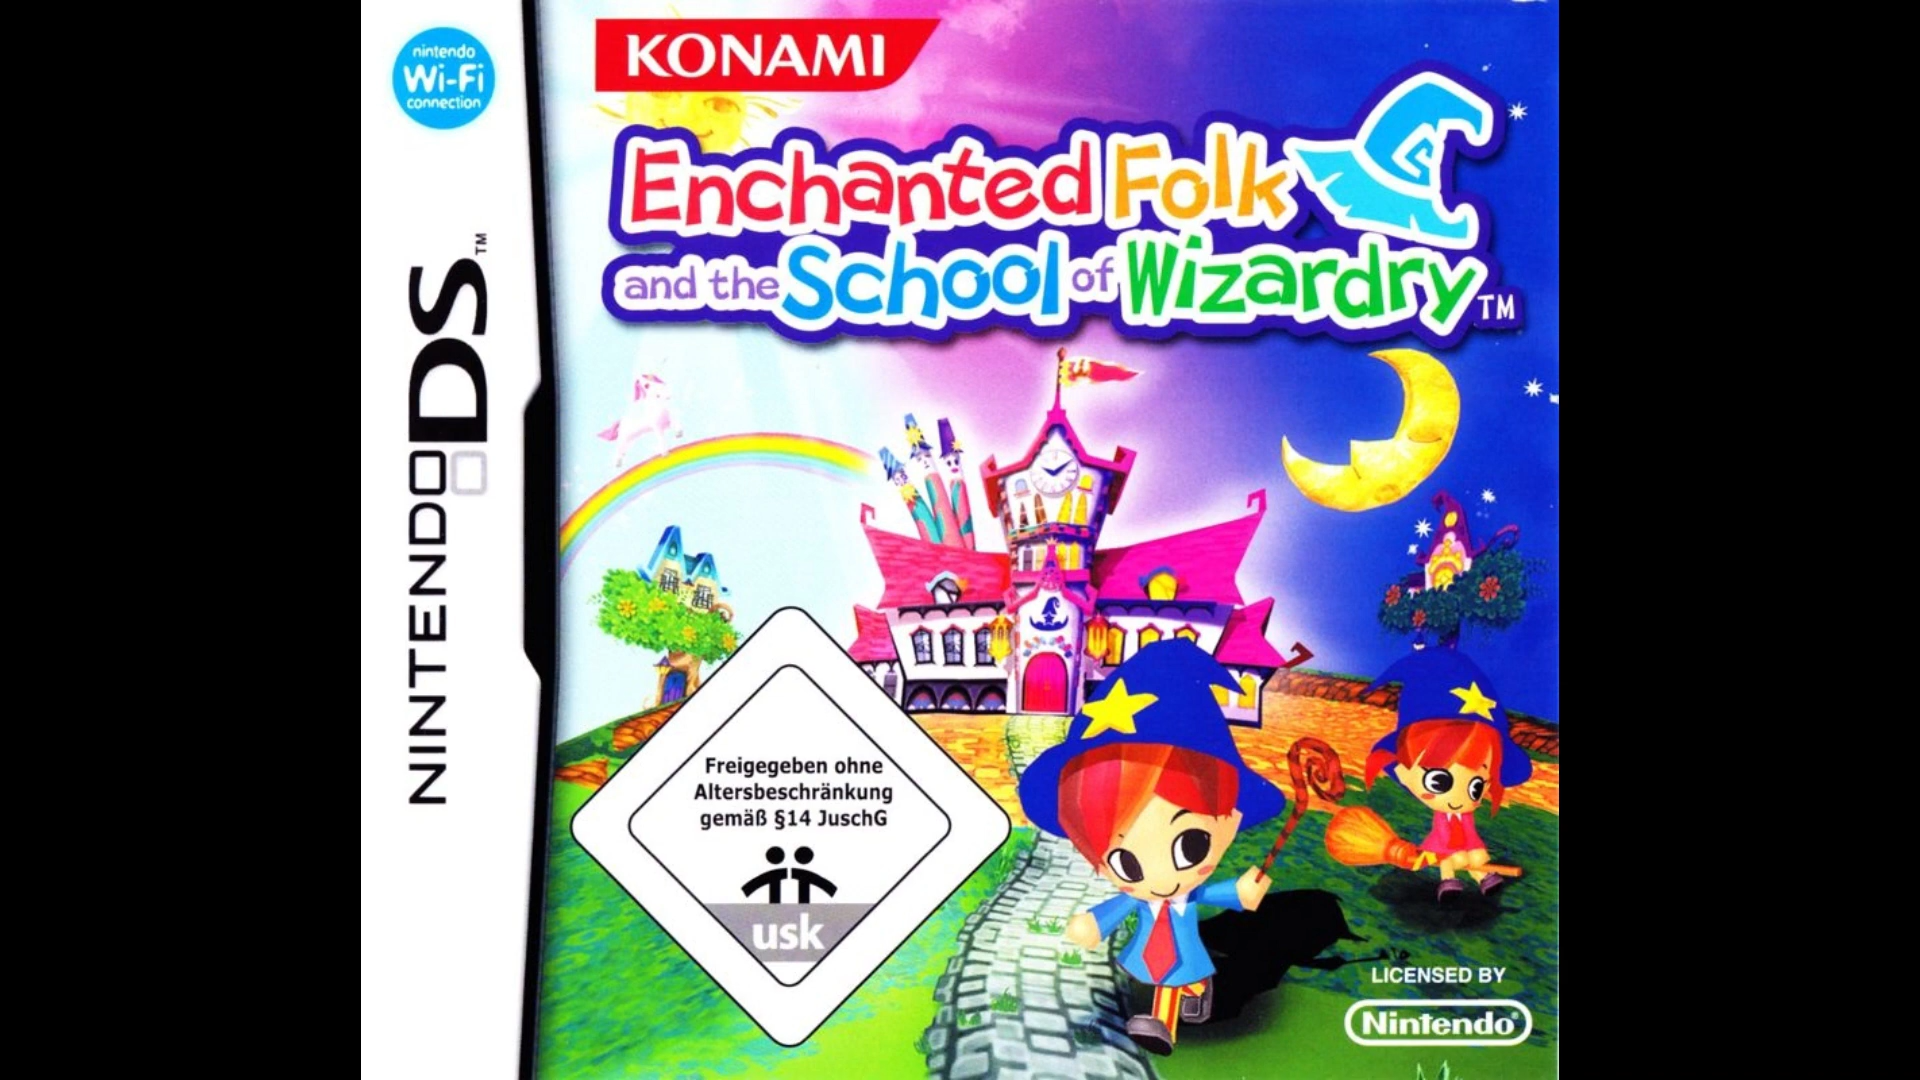 nintendo
Wi-Fi
connection
NINTENDO DS™
KONAMI
Enchanted Folk
and the School of Wizardry™
Freigegeben ohne
Altersbeschränkung
gemäß §14 JuschG
usk
LICENSED BY
Nintendo®